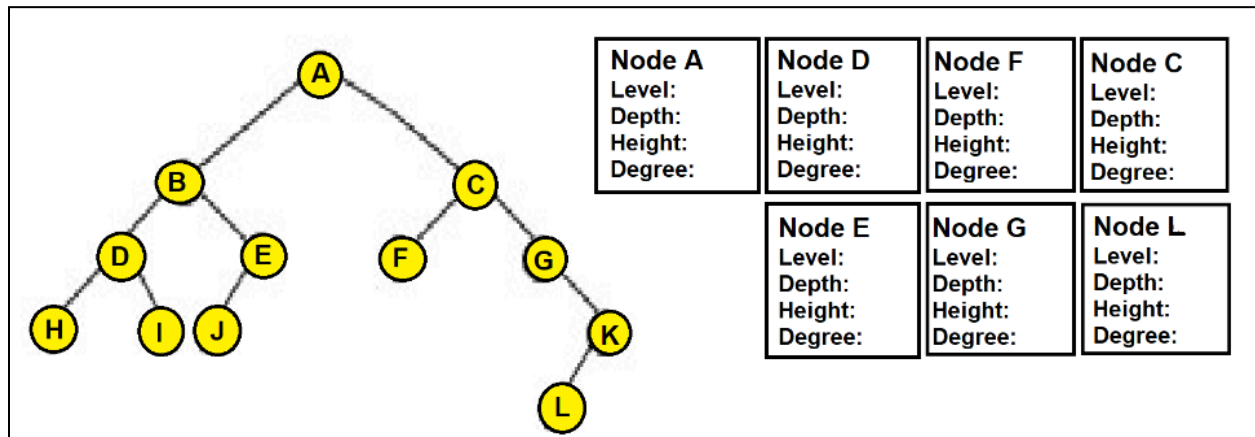 A
B
C
D
E
F
G
H
I
J
K
L
Node A
Level:
Depth:
Height:
Degree:
Node D
Level:
Depth:
Height:
Degree:
Node F
Level:
Depth:
Height:
Degree:
Node C
Level:
Depth:
Height:
Degree:
Node E
Level:
Depth:
Height:
Degree:
Node G
Level:
Depth:
Height:
Degree:
Node L
Level:
Depth:
Height:
Degree: